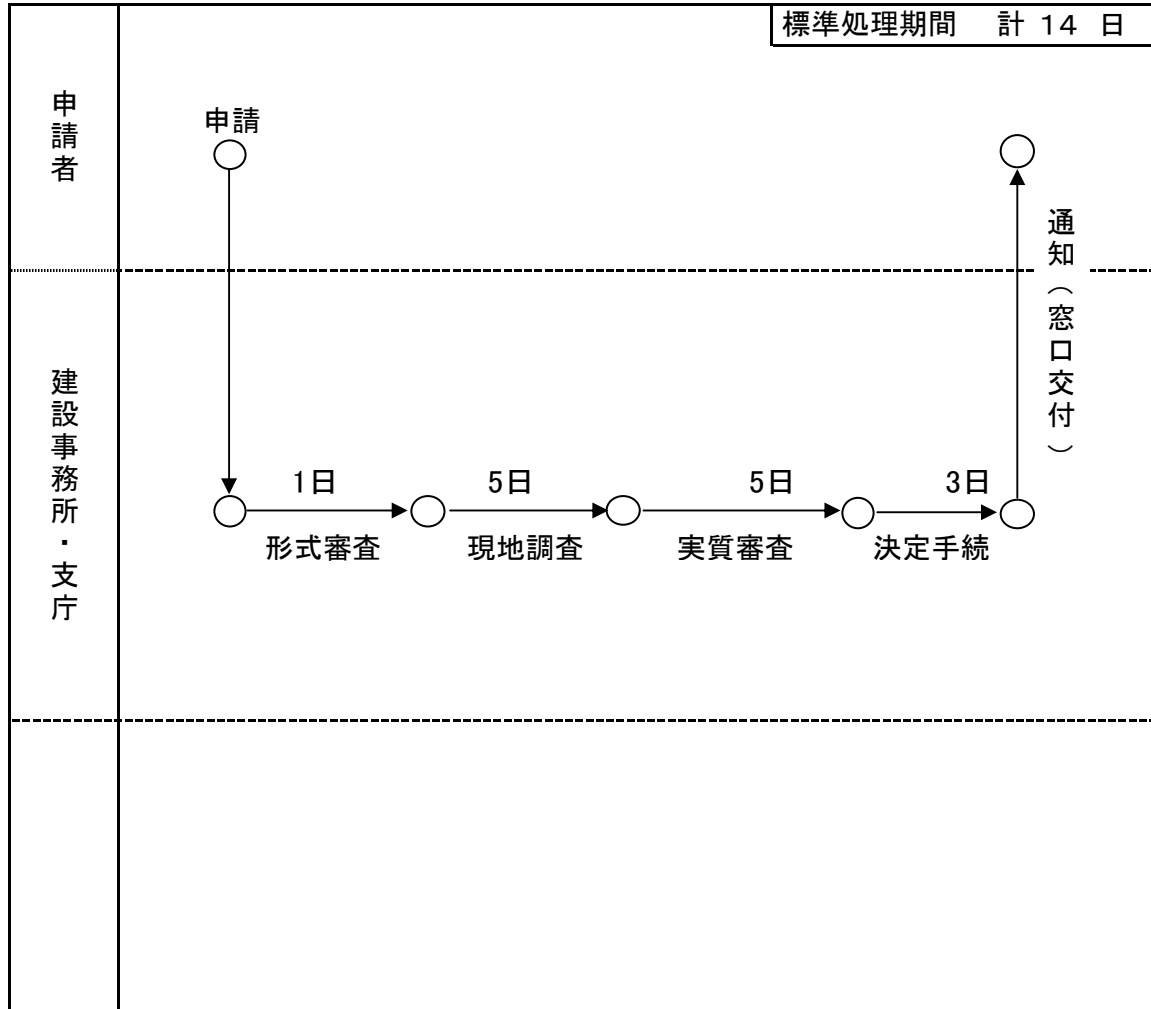 標準処理期間　計 14 日
申請者
申請
通知（窓口交付）
建設事務所・支庁
1日
5日
5日
3日
形式審査
現地調査
実質審査
決定手続